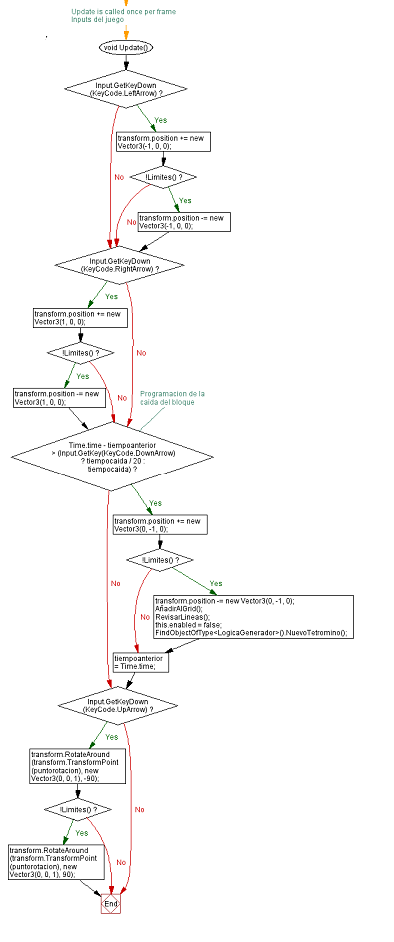 Update is called once per frame
Inputs del juego
void Update()
Input.GetKeyDown
(KeyCode.LeftArrow) ?
Yes
transform.position += new
Vector3(-1, 0, 0);
No
!Limites() ?
No
Yes
transform.position -= new
Vector3(-1, 0, 0);
Input.GetKeyDown
(KeyCode.RightArrow) ?
Yes
transform.position += new
Vector3(1, 0, 0);
No
!Limites() ?
Yes
No
transform.position -= new
Vector3(1, 0, 0);
Programacion de la
caida del bloque
Time.time - tiempoanterior
> (Input.GetKey(KeyCode.DownArrow)
? tiempocaida / 20 :
tiempocaida) ?
Yes
transform.position += new
Vector3(0, -1, 0);
!Limites() ?
No
Yes
transform.position -= new Vector3(0, -1, 0);
AñadirAlGrid();
RevisarLineas();
this.enabled = false;
FindObjectOfType<LogicaGenerador>().NuevoTetromino();
No
tiempoanterior
= Time.time;
Input.GetKeyDown
(KeyCode.UpArrow) ?
Yes
transform.RotateAround
(transform.TransformPoint
(puntorotacion), new
Vector3(0, 0, 1), -90);
No
!Limites() ?
Yes
transform.RotateAround
(transform.TransformPoint
(puntorotacion), new
Vector3(0, 0, 1), 90);
No
End